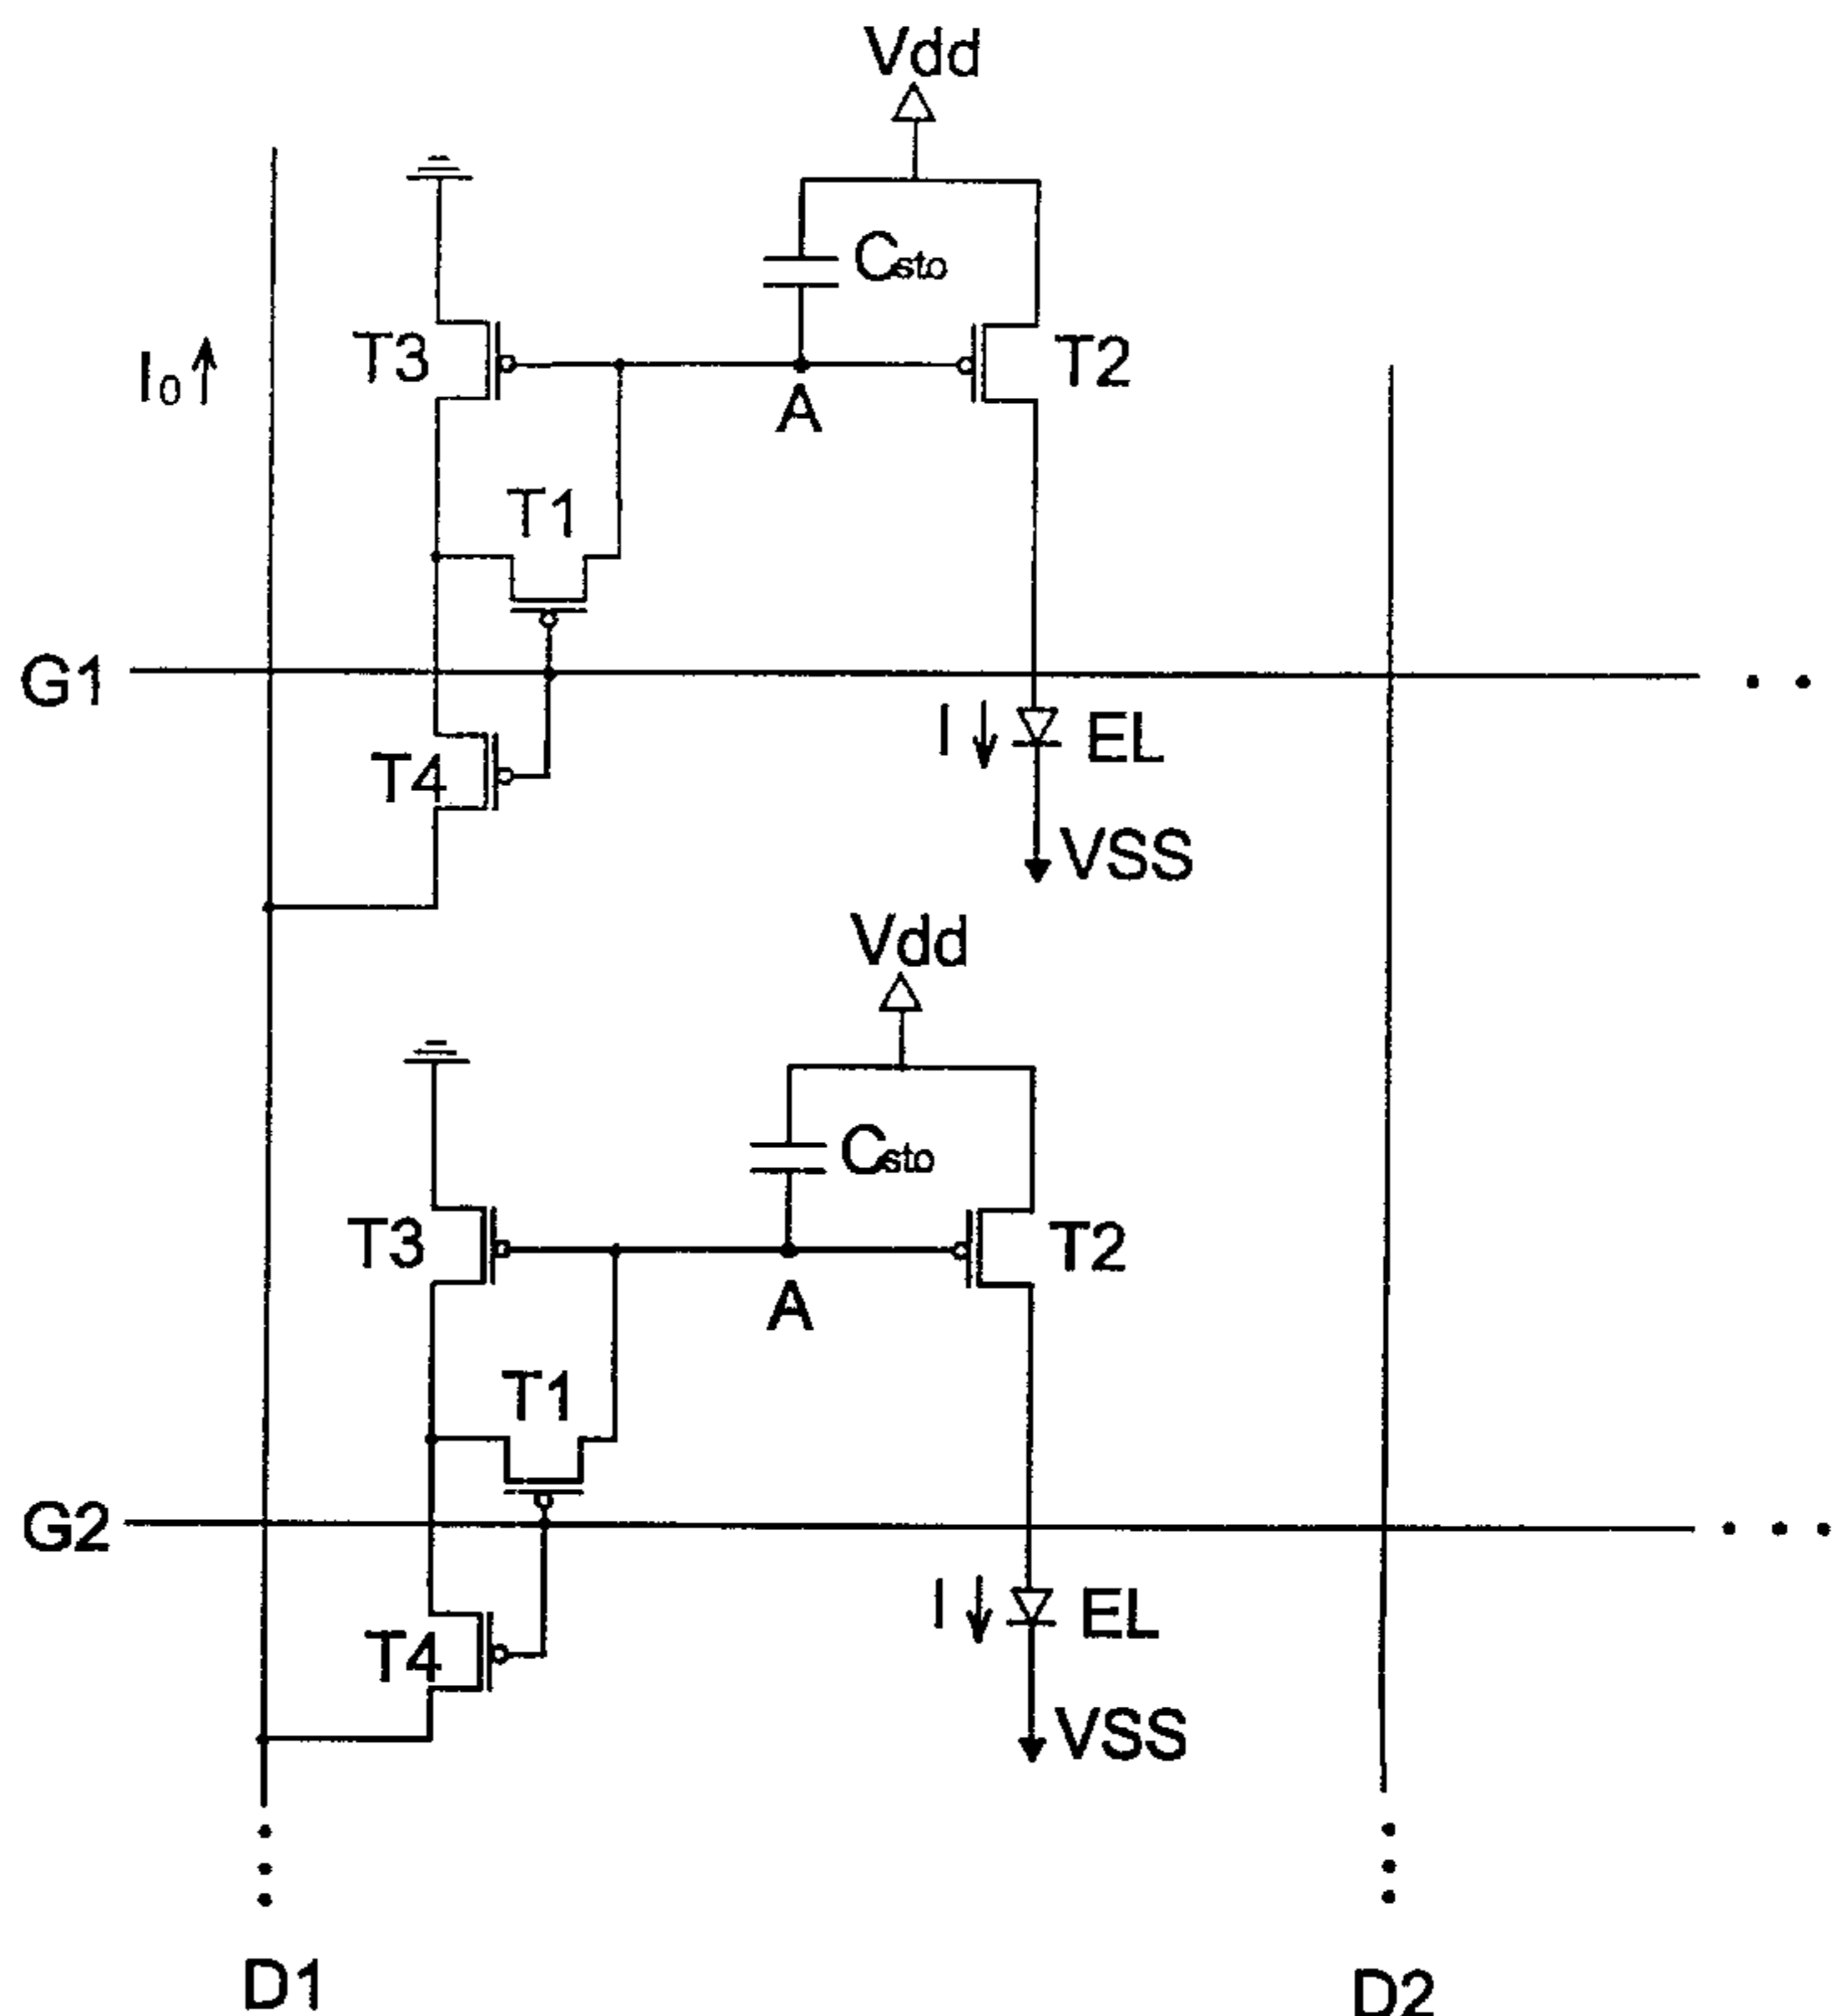 Vdd
Csto
T3
T2
I0
A
T1
G1
I
EL
T4
VSS
Vdd
Csto
T3
T2
A
T1
G2
I
EL
T4
VSS
D1
D2